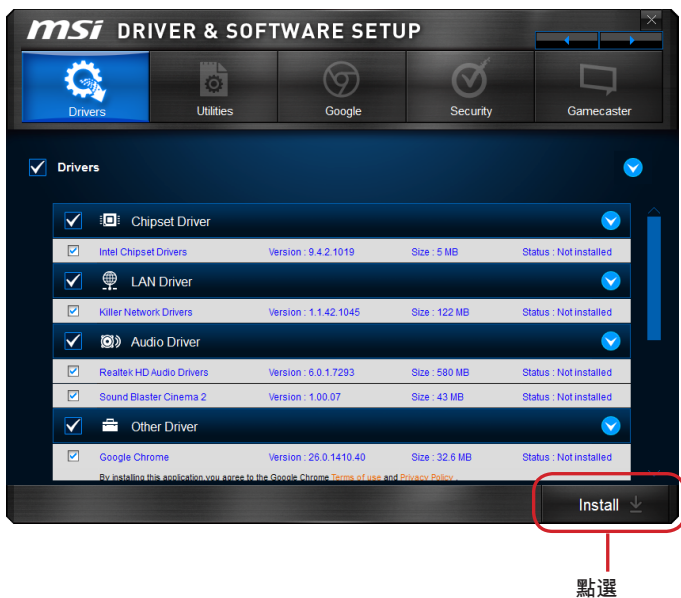 msi DRIVER & SOFTWARE SETUP
Drivers Utilities Google Security Gamecaster
Drivers
Chipset Driver
Intel Chipset Drivers Version : 9.4.2.1019 Size : 5 MB Status : Not installed
LAN Driver
Killer Network Drivers Version : 1.1.42.1045 Size : 122 MB Status : Not installed
Audio Driver
Realtek HD Audio Drivers Version : 6.0.1.7293 Size : 580 MB Status : Not installed
Sound Blaster Cinema 2 Version : 1.00.07 Size : 43 MB Status : Not installed
Other Driver
Google Chrome Version : 26.0.1410.40 Size : 32.6 MB Status : Not installed
By installing this application,you agree to the Google Chrome Terms of use and Privacy Policy .
Install
點選